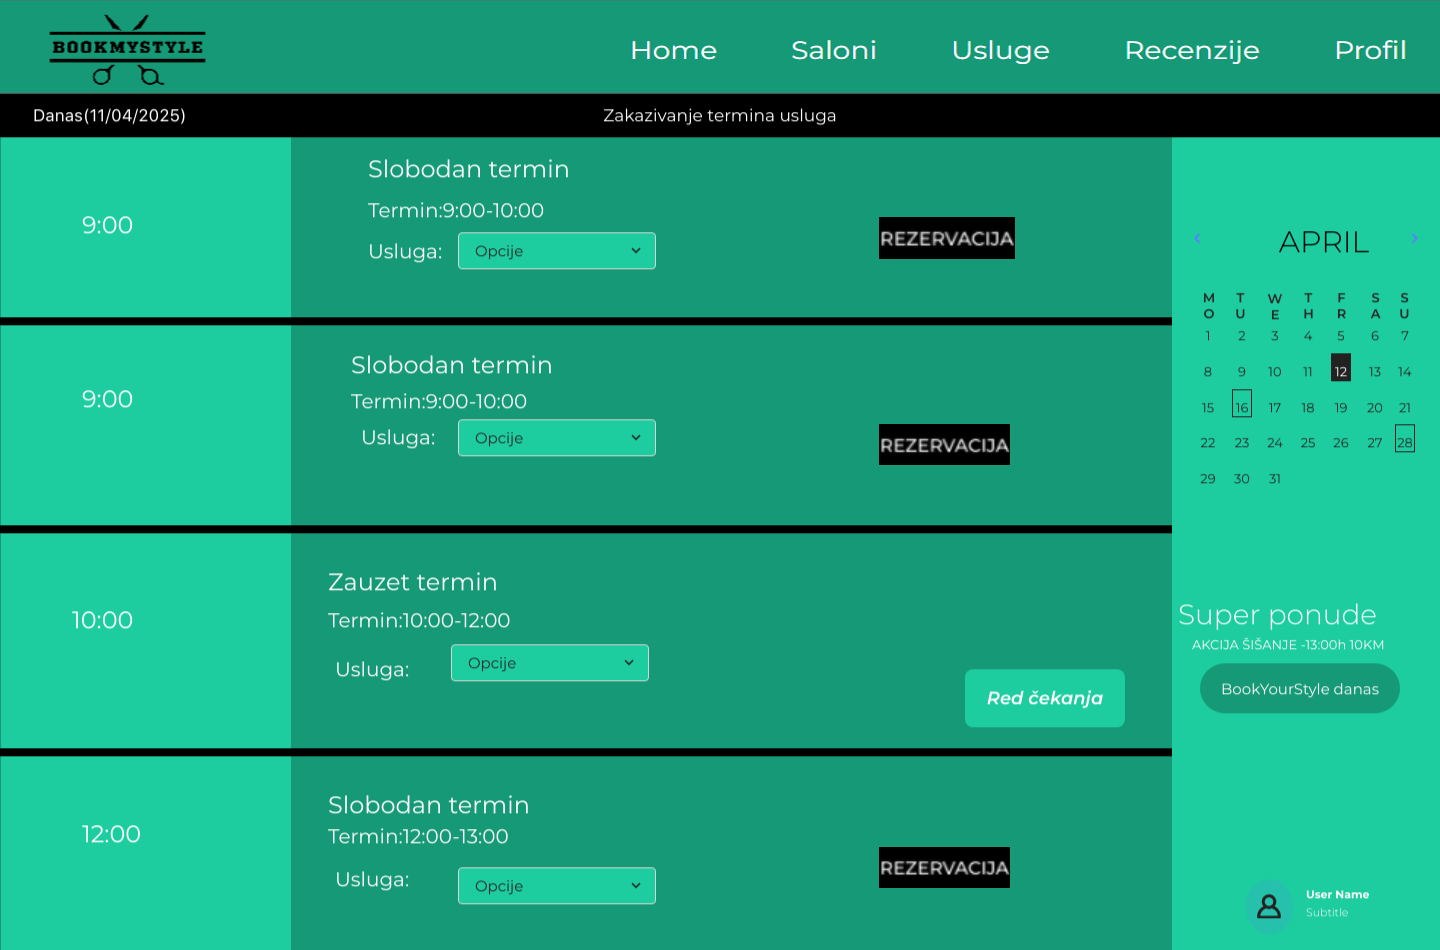 BOOKMYSTYLE
Home Saloni Usluge Recenzije Profil
Danas(11/04/2025)
Zakazivanje termina usluga
9:00
Slobodan termin
Termin:9:00-10:00
Usluga: Opcije
REZERVACIJA
9:00
Slobodan termin
Termin:9:00-10:00
Usluga: Opcije
REZERVACIJA
10:00
Zauzet termin
Termin:10:00-12:00
Usluga: Opcije
Red čekanja
12:00
Slobodan termin
Termin:12:00-13:00
Usluga: Opcije
REZERVACIJA
APRIL
MO TU WE TH FR SA SU
1 2 3 4 5 6 7
8 9 10 11 12 13 14
15 16 17 18 19 20 21
22 23 24 25 26 27 28
29 30 31
Super ponude
AKCIJA ŠIŠANJE -13:00h 10KM
BookYourStyle danas
User Name
Subtitle